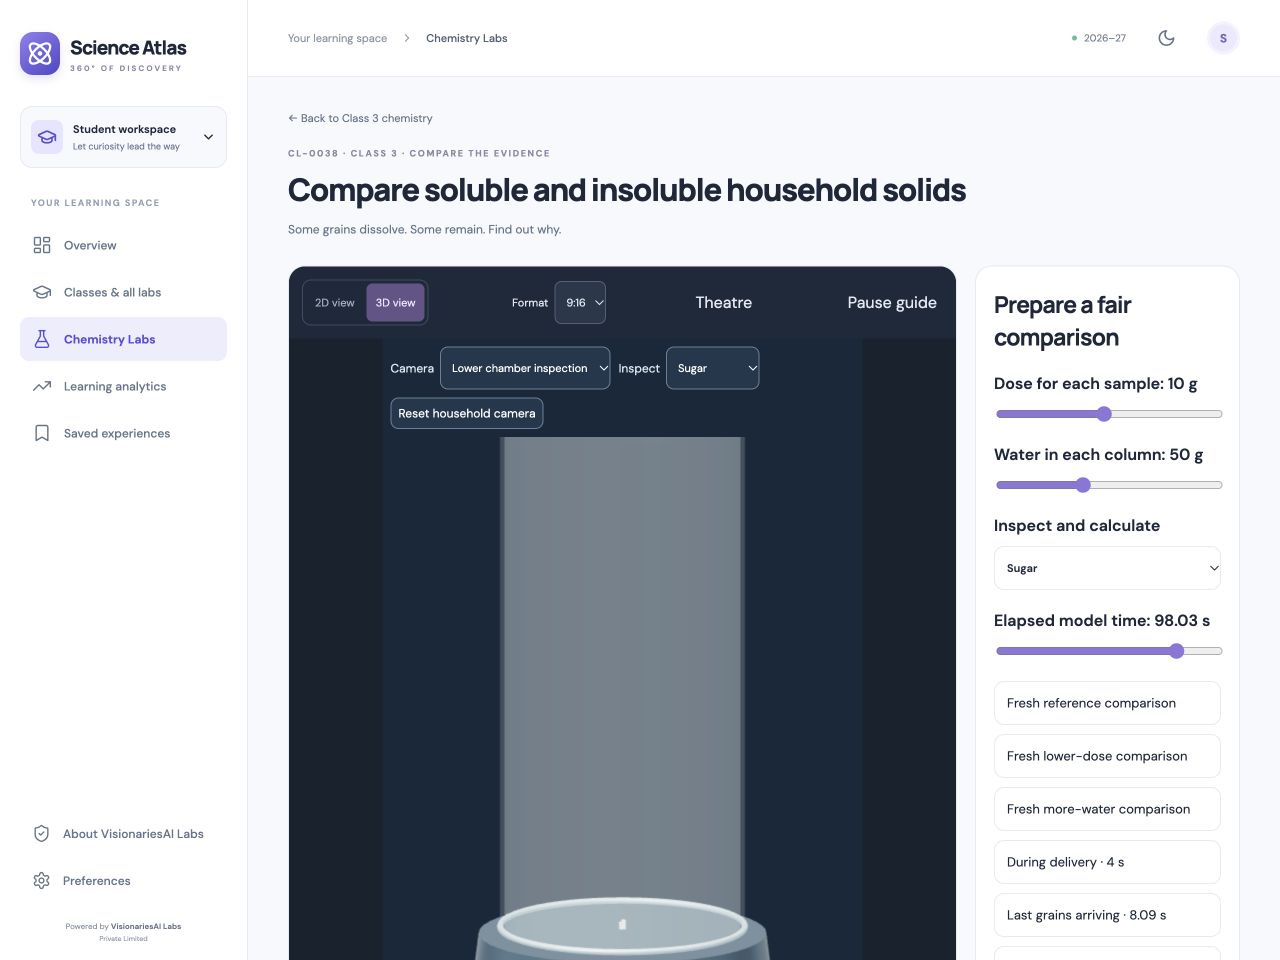 Science Atlas
360° OF DISCOVERY
Student workspace
Let curiosity lead the way
YOUR LEARNING SPACE
Overview
Classes & all labs
Chemistry Labs
Learning analytics
Saved experiences
About VisionariesAI Labs
Preferences
Powered by VisionariesAI Labs
Private Limited
Your learning space > Chemistry Labs
2026–27
S
← Back to Class 3 chemistry
CL-0038 · CLASS 3 · COMPARE THE EVIDENCE
Compare soluble and insoluble household solids
Some grains dissolve. Some remain. Find out why.
2D view 3D view Format 9:16 Theatre Pause guide
Camera Lower chamber inspection Inspect Sugar
Reset household camera
Prepare a fair
comparison
Dose for each sample: 10 g
Water in each column: 50 g
Inspect and calculate
Sugar
Elapsed model time: 98.03 s
Fresh reference comparison
Fresh lower-dose comparison
Fresh more-water comparison
During delivery · 4 s
Last grains arriving · 8.09 s